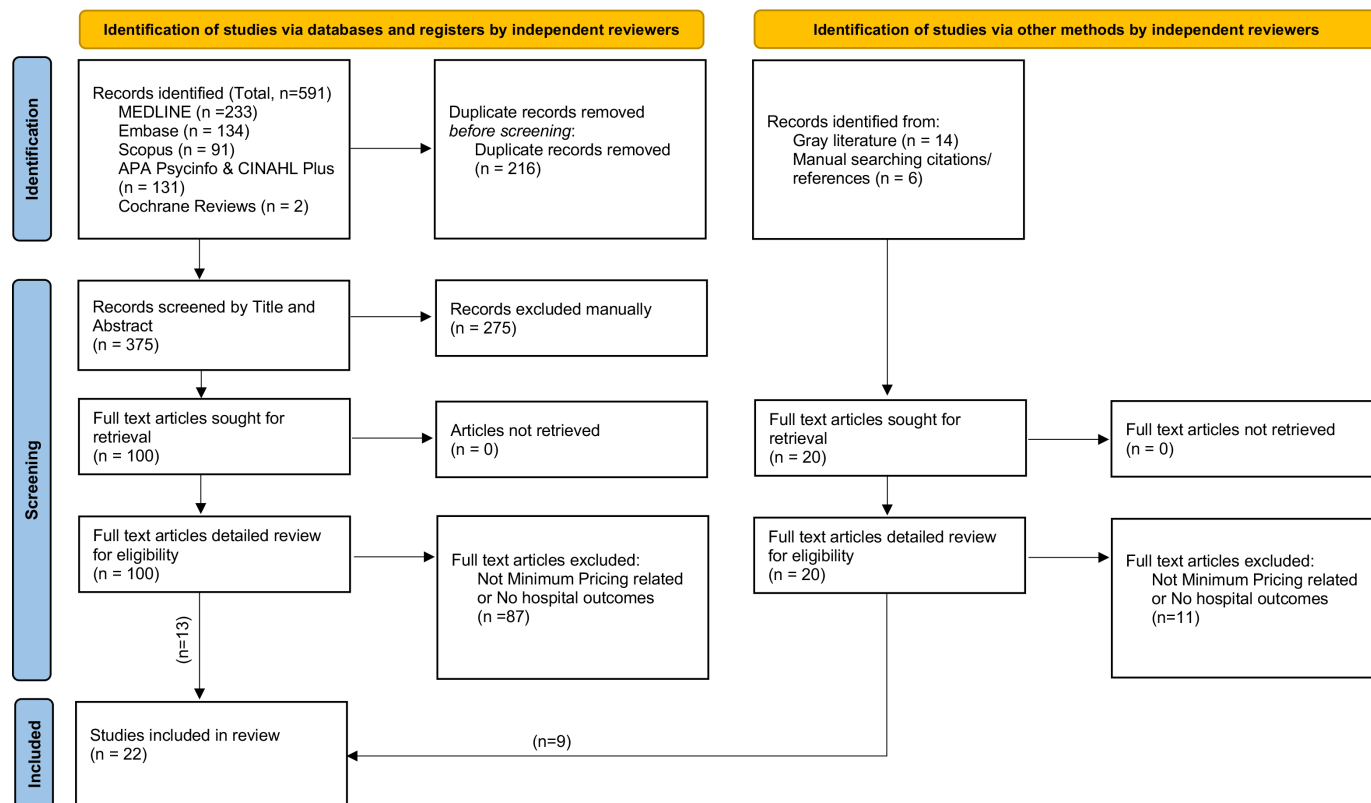 Identification of studies via databases and registers by independent reviewers
Identification of studies via other methods by independent reviewers
Identification
Records identified (Total, n=591)
MEDLINE (n =233)
Embase (n = 134)
Scopus (n = 91)
APA Psycinfo & CINAHL Plus
(n = 131)
Cochrane Reviews (n = 2)
Duplicate records removed
before screening:
Duplicate records removed
(n = 216)
Records identified from:
Gray literature (n = 14)
Manual searching citations/
references (n = 6)
Screening
Records screened by Title and
Abstract
(n = 375)
Records excluded manually
(n = 275)
Full text articles sought for
retrieval
(n = 100)
Articles not retrieved
(n = 0)
Full text articles sought for
retrieval
(n = 20)
Full text articles not retrieved
(n = 0)
Full text articles detailed review
for eligibility
(n = 100)
Full text articles excluded:
Not Minimum Pricing related
or No hospital outcomes
(n =87)
Full text articles detailed review
for eligibility
(n = 20)
Full text articles excluded:
Not Minimum Pricing related
or No hospital outcomes
(n=11)
(n=13)
Included
Studies included in review
(n = 22)
(n=9)